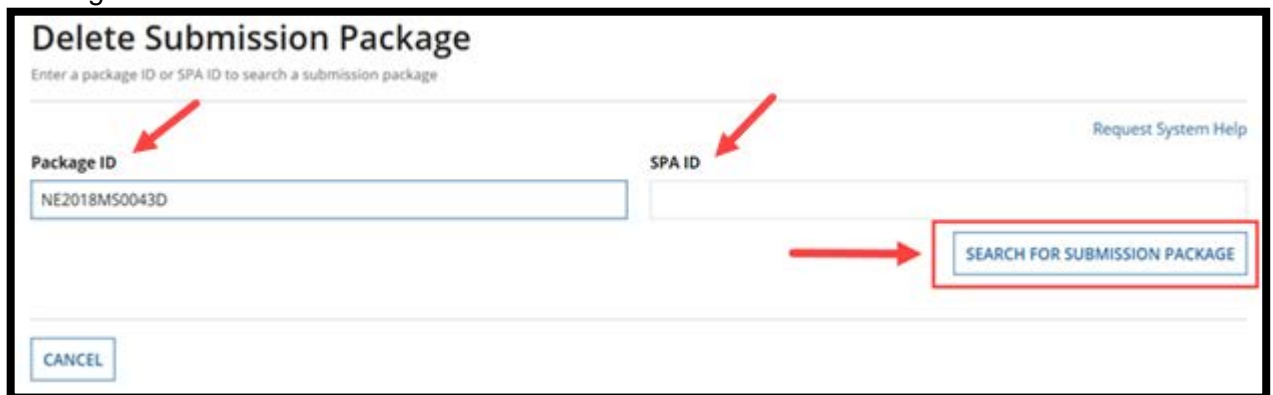 Delete Submission Package
Enter a package ID or SPA ID to search a submission package
Request System Help
Package ID
SPA ID
NE2018MS0043D
SEARCH FOR SUBMISSION PACKAGE
CANCEL